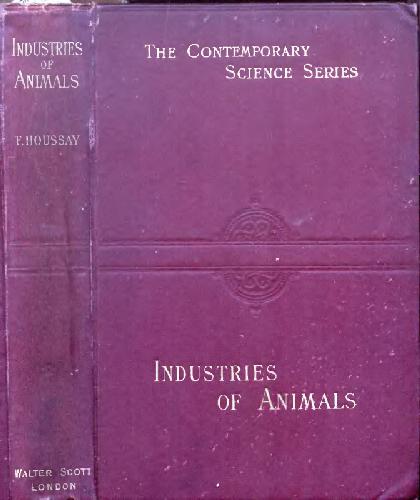 INDUSTRIES
OF
ANIMALS
F. HOUSSAY
WALTER SCOTT
LONDON
THE CONTEMPORARY
SCIENCE SERIES
INDUSTRIES
OF ANIMALS